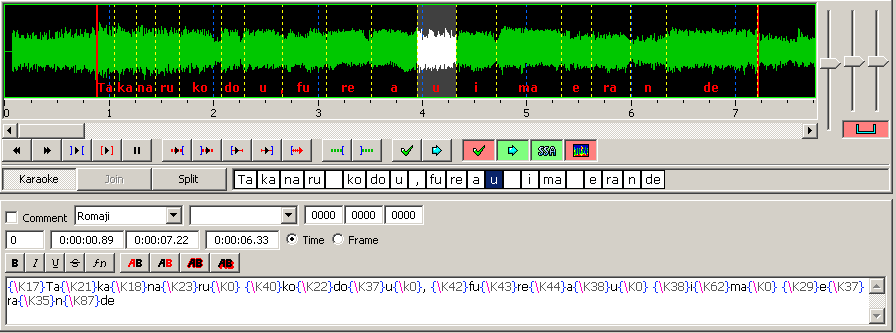 Ta ka na ru ko do u , fu re a u i ma e ra n de
0 1 2 3 4 5 6 7
SSA
Karaoke Join Split Ta ka na ru ko do u , fu re a u i ma e ra n de
Comment Romaji 0000 0000 0000
0 0:00:00.89 0:00:07.22 0:00:06.33 Time Frame
B I U S fn AB AB AB AB
{\K17}Ta{\K21}ka{\K18}na{\K23}ru{\K0} {\K40}ko{\K22}do{\K37}u{\k0}, {\K42}fu{\K43}re{\K44}a{\K38}u{\K0} {\K38}i{\K62}ma{\K0} {\K29}e{\K37}
ra{\K35}n{\K87}de